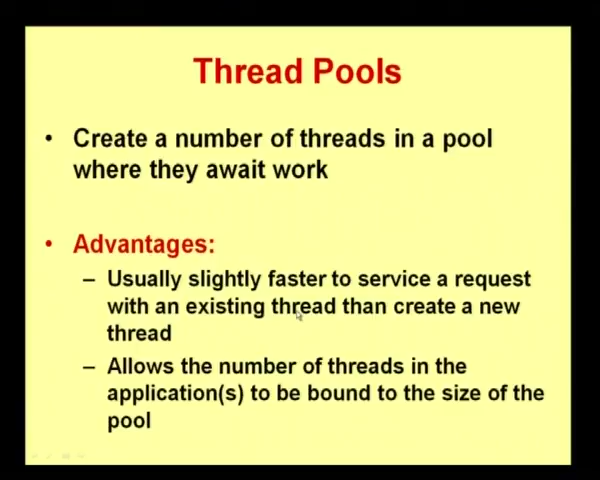 Thread Pools
• Create a number of threads in a pool
where they await work
• Advantages:
– Usually slightly faster to service a request
with an existing thread than create a new
thread
– Allows the number of threads in the
application(s) to be bound to the size of the
pool